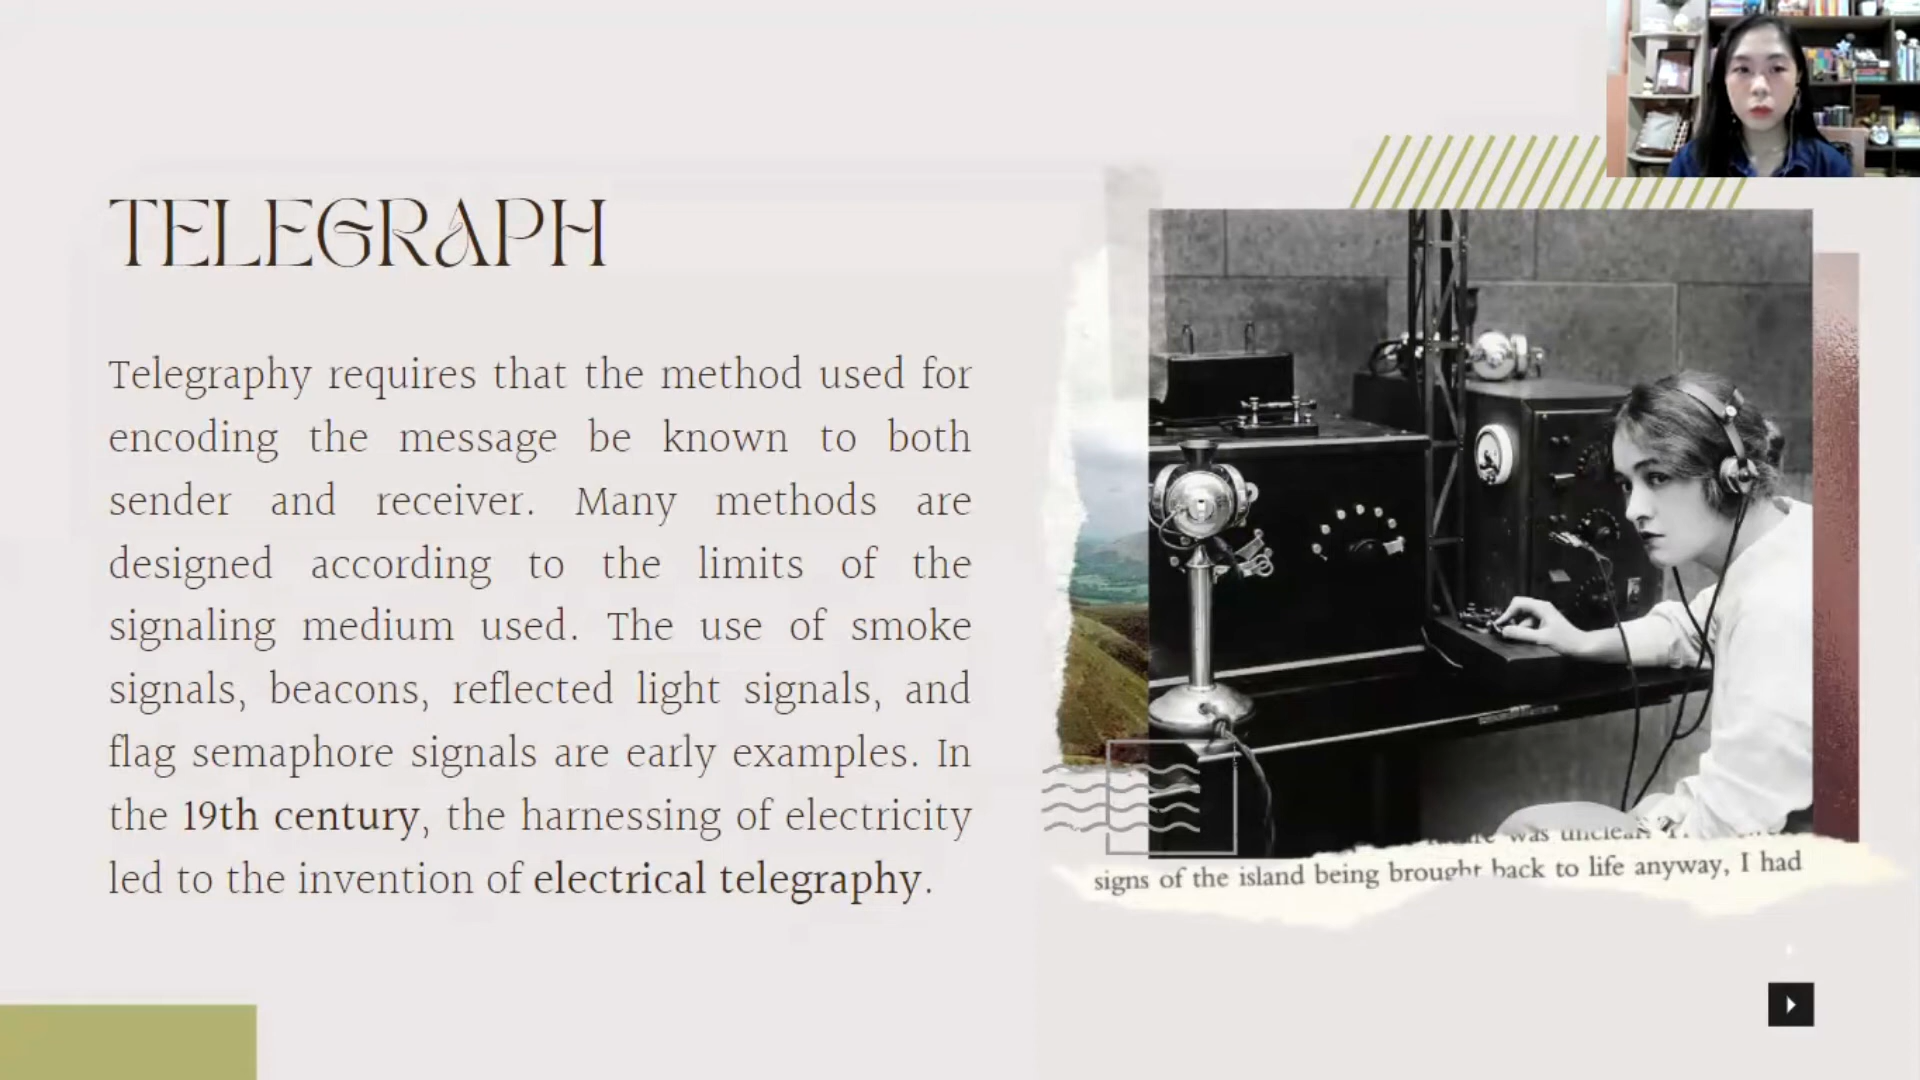 TELEGRAPH
Telegraphy requires that the method used for
encoding the message be known to both
sender and receiver. Many methods are
designed according to the limits of the
signaling medium used. The use of smoke
signals, beacons, reflected light signals, and
flag semaphore signals are early examples. In
the 19th century, the harnessing of electricity
led to the invention of electrical telegraphy.
was unclear.
signs of the island being brought back to life anyway, I had